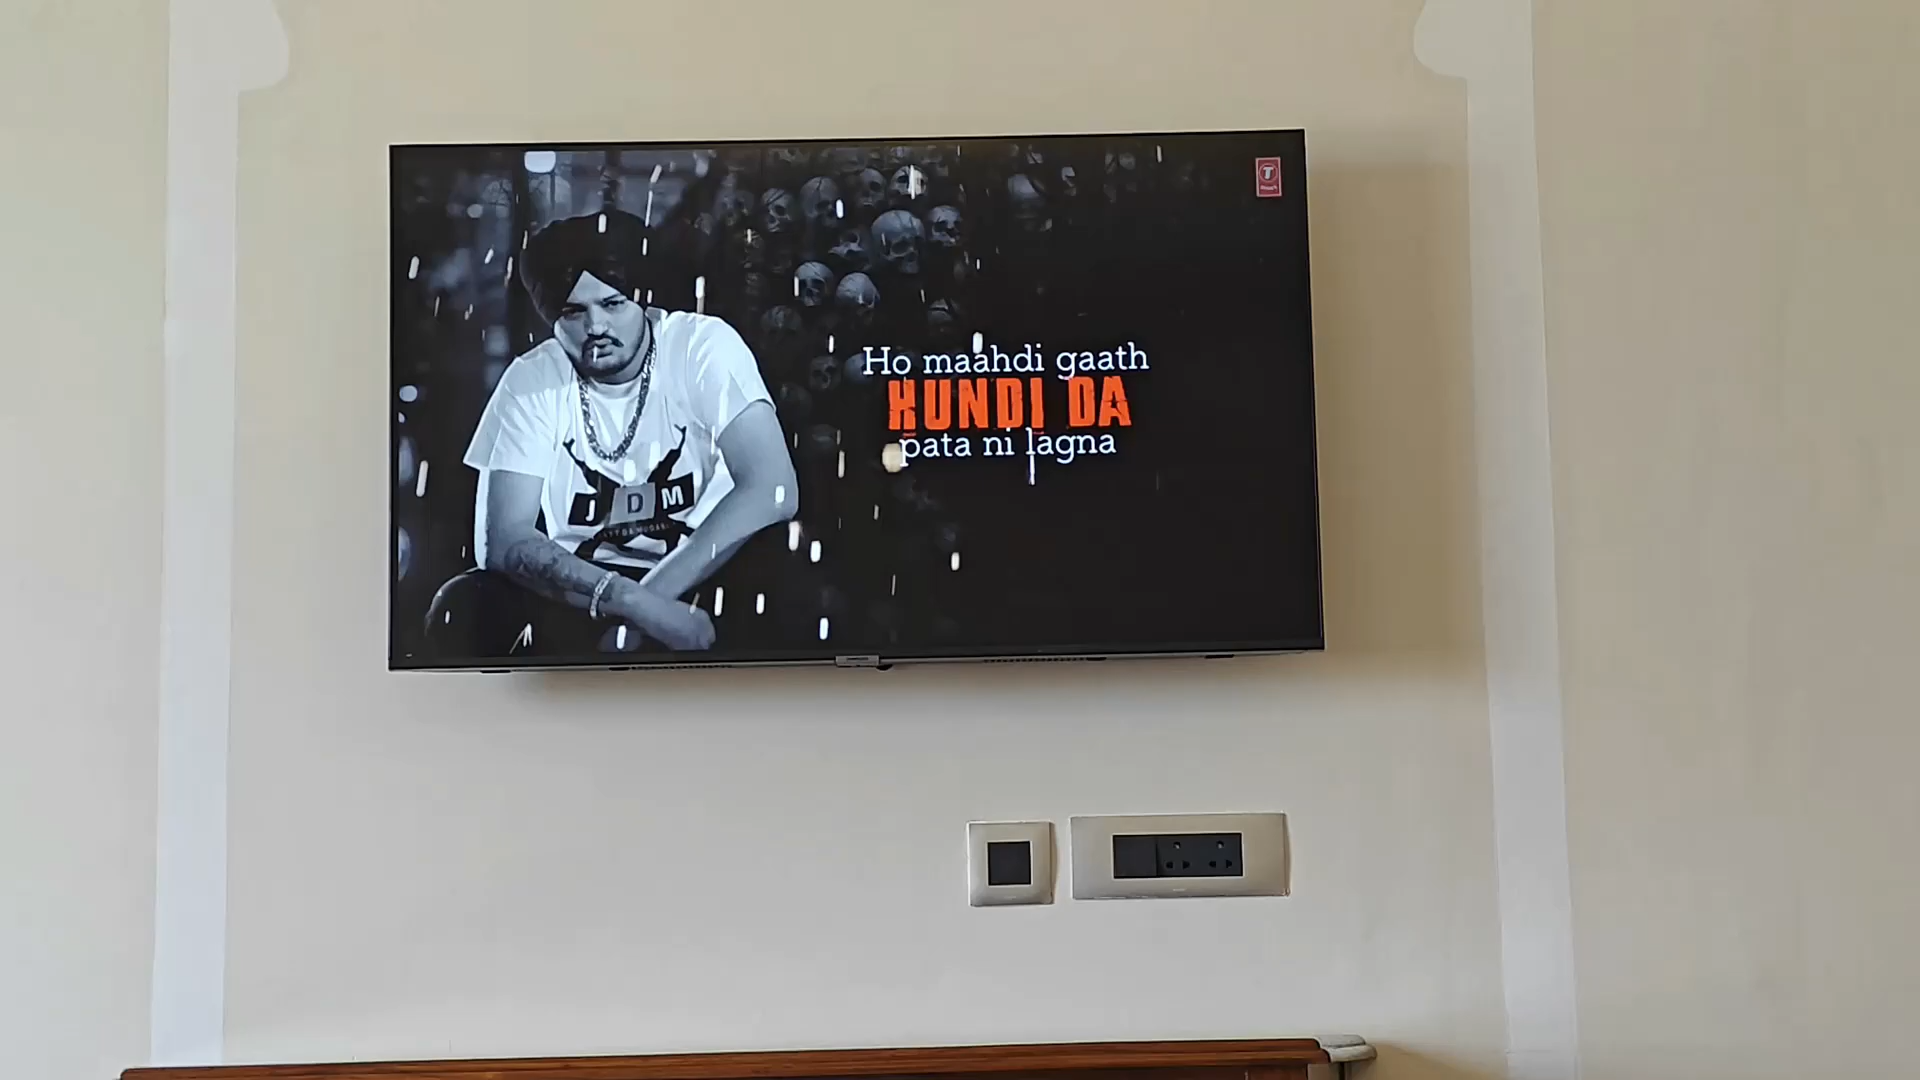 T
Ho maahdi gaath
HUNDI DA
pata ni lagna
J D M